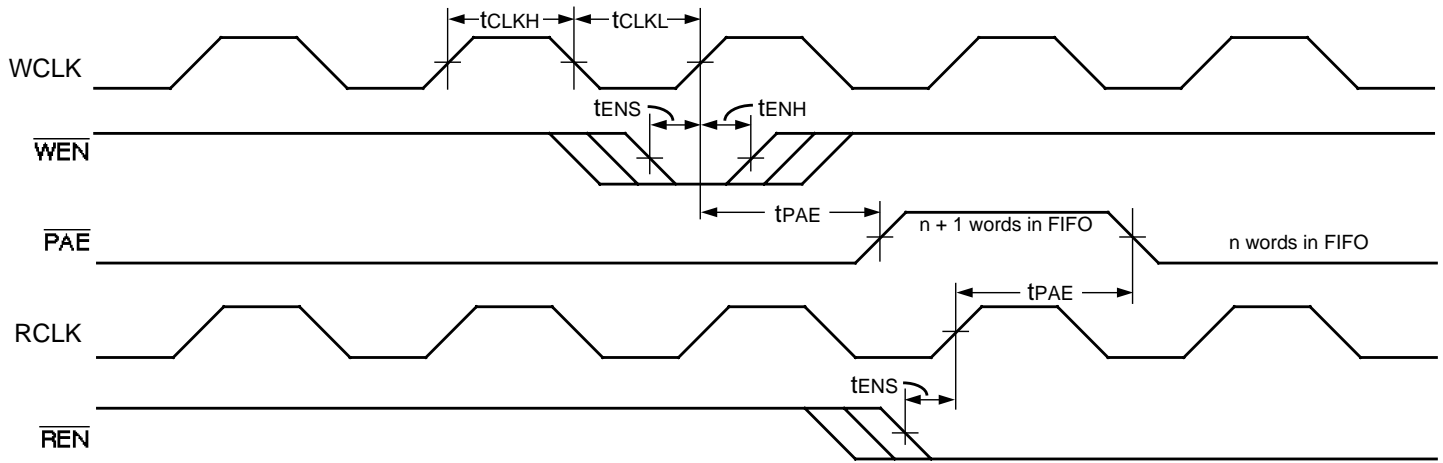 tCLKH
tCLKL
WCLK
tENS
tENH
WEN
tPAE
PAE
n + 1 words in FIFO
n words in FIFO
tPAE
RCLK
tENS
REN